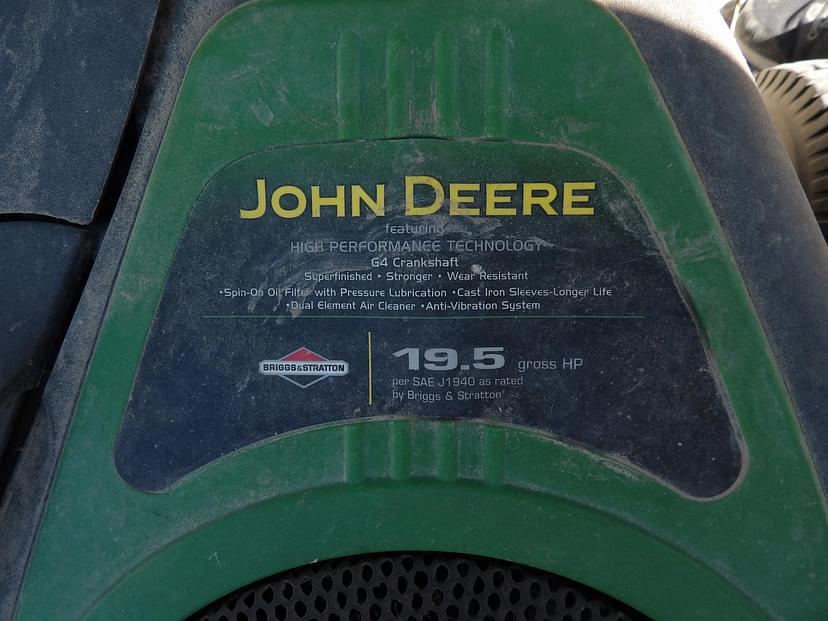 JOHN DEERE
featuring
HIGH PERFORMANCE TECHNOLOGY
G4 Crankshaft
Superfinished • Stronger • Wear Resistant
•Spin-On Oil Filter with Pressure Lubrication •Cast Iron Sleeves-Longer Life
•Dual Element Air Cleaner •Anti-Vibration System
BRIGGS&STRATTON
19.5 gross HP
per SAE J1940 as rated
by Briggs & Stratton